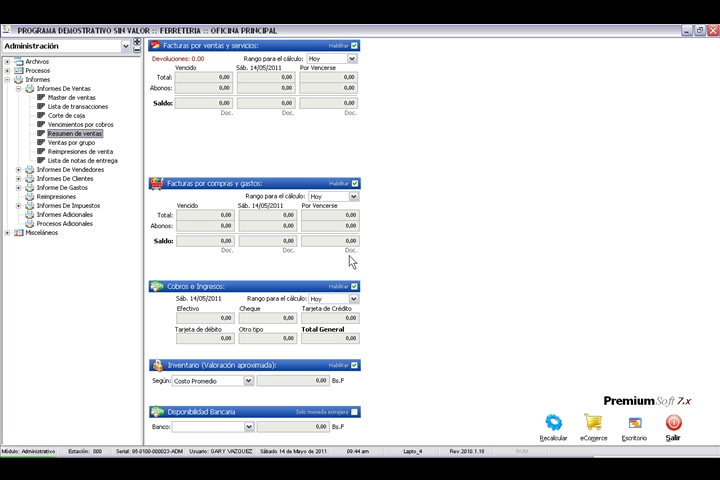 PROGRAMA DEMOSTRATIVO SIN VALOR :: FERRETERIA :: OFICINA PRINCIPAL
Administración
Archivos
Procesos
Informes
Informes De Ventas
Master de ventas
Lista de transacciones
Corte de caja
Vencimientos por cobros
Resumen de ventas
Ventas por grupo
Reimpresiones de venta
Lista de notas de entrega
Informes De Vendedores
Informes De Clientes
Informe De Gastos
Reimpresiones
Informes De Impuestos
Informes Adicionales
Procesos Adicionales
Misceláneos
Facturas por ventas y servicios: Habilitar
Devoluciones: 0.00 Rango para el cálculo: Hoy
Vencido Sáb. 14/05/2011 Por Vencerse
Total: 0,00 0,00 0,00
Abonos: 0,00 0,00 0,00
Saldo: 0,00 0,00 0,00
Doc. Doc. Doc.
Facturas por compras y gastos: Habilitar
Rango para el cálculo: Hoy
Vencido Sáb. 14/05/2011 Por Vencerse
Total: 0,00 0,00 0,00
Abonos: 0,00 0,00 0,00
Saldo: 0,00 0,00 0,00
Doc. Doc. Doc.
Cobros e Ingresos: Habilitar
Sáb. 14/05/2011 Rango para el cálculo: Hoy
Efectivo Cheque Tarjeta de Crédito
0,00 0,00 0,00
Tarjeta de débito Otro tipo Total General
0,00 0,00 0,00
Inventario (Valoración aproximada): Habilitar
Según: Costo Promedio 0,00 Bs.F
Disponibilidad Bancaria Solo moneda extrajera
Banco: 0,00 Bs.F
PremiumSoft 7.x
Recalcular eComerce Escritorio Salir
Módulo: Administrativo Estación: 000 Serial: 95-0100-000023-ADM Usuario: GARY VAZQUEZ Sábado 14 de Mayo de 2011 09:44 am Lapto_4 Rev.2010.1.18